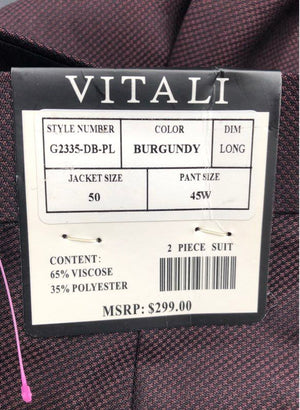 VITALI
STYLE NUMBER COLOR DIM
G2335-DB-PL BURGUNDY LONG
JACKET SIZE PANT SIZE
50 45W
2 PIECE SUIT
CONTENT:
65% VISCOSE
35% POLYESTER
MSRP: $299.00